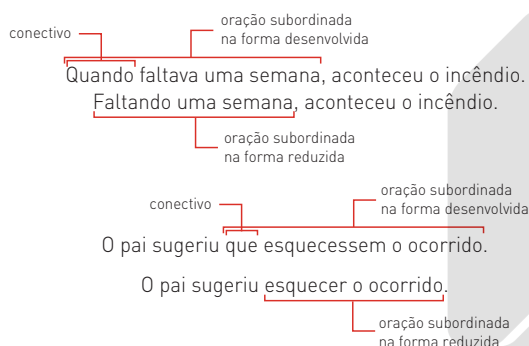 oração subordinada
na forma desenvolvida
conectivo
Quando faltava uma semana, aconteceu o incêndio.
Faltando uma semana, aconteceu o incêndio.
oração subordinada
na forma reduzida
oração subordinada
na forma desenvolvida
conectivo
O pai sugeriu que esquecessem o ocorrido.
O pai sugeriu esquecer o ocorrido.
oração subordinada
na forma reduzida